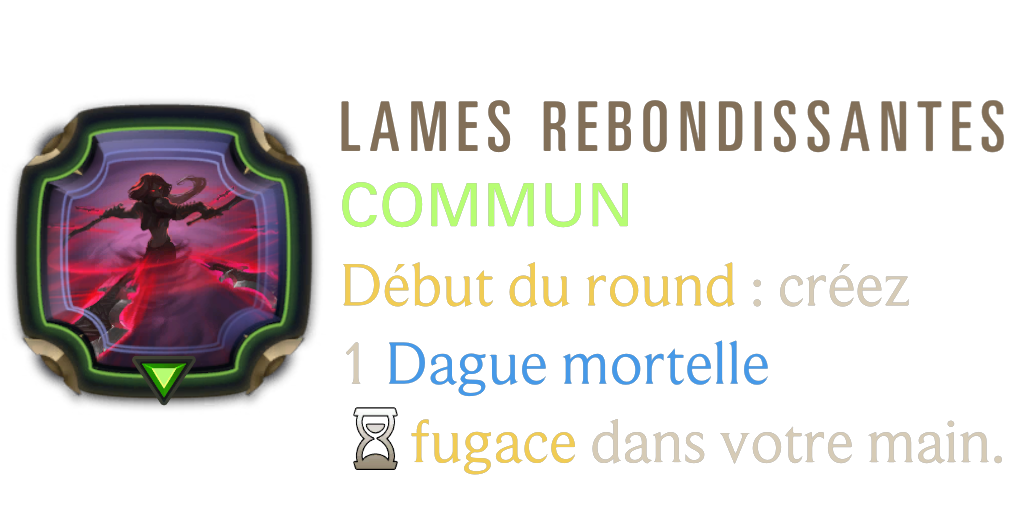 LAMES REBONDISSANTES
COMMUN
Début du round : créez
1 Dague mortelle
fugace dans votre main.